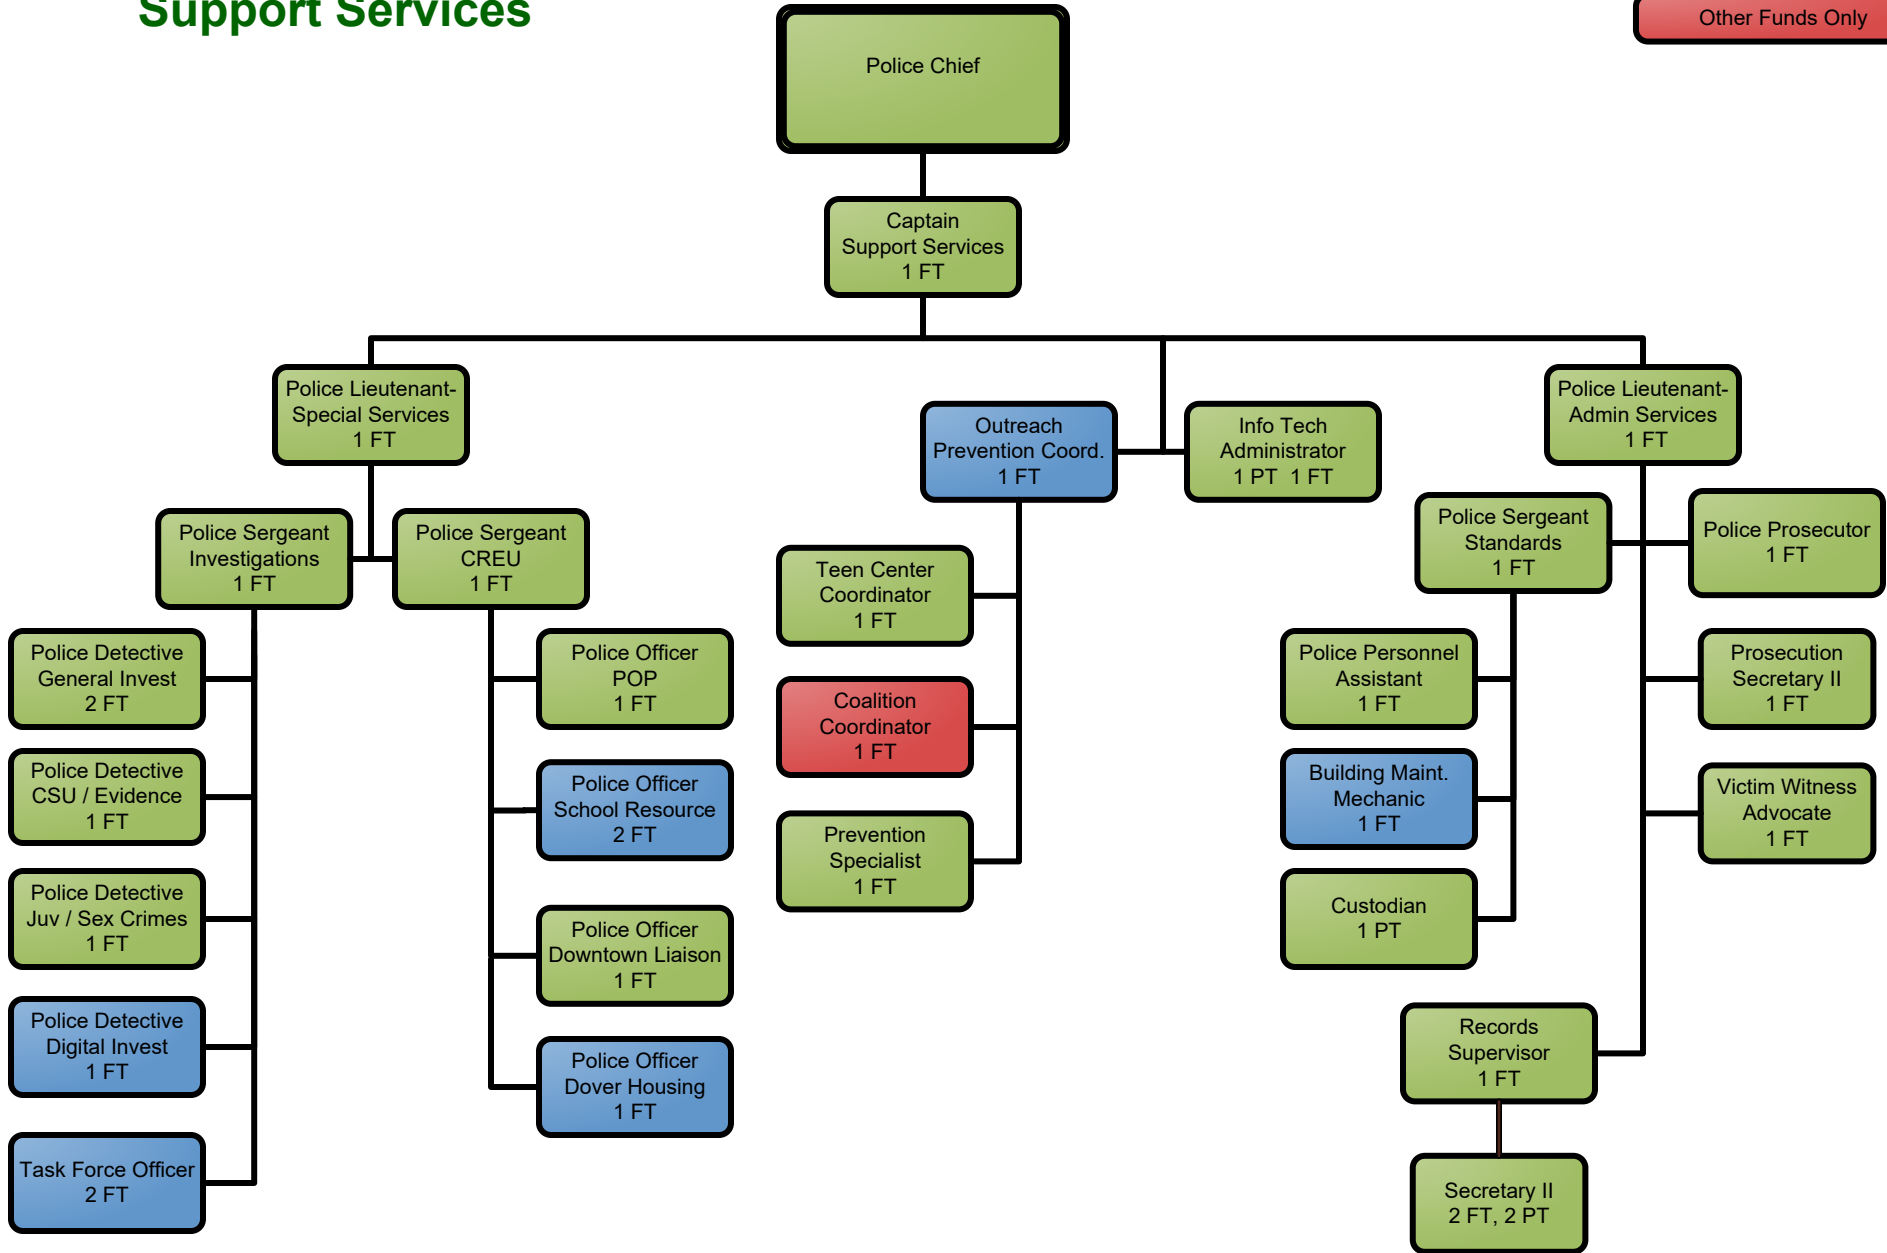 Support Services
Other Funds Only
Police Chief
Captain
Support Services
1 FT
Police Lieutenant-
Special Services
1 FT
Outreach
Prevention Coord.
1 FT
Info Tech
Administrator
1 PT 1 FT
Police Lieutenant-
Admin Services
1 FT
Police Sergeant
Investigations
1 FT
Police Sergeant
CREU
1 FT
Police Detective
General Invest
2 FT
Police Detective
CSU / Evidence
1 FT
Police Detective
Juv / Sex Crimes
1 FT
Police Detective
Digital Invest
1 FT
Task Force Officer
2 FT
Police Officer
POP
1 FT
Police Officer
School Resource
2 FT
Police Officer
Downtown Liaison
1 FT
Police Officer
Dover Housing
1 FT
Teen Center
Coordinator
1 FT
Coalition
Coordinator
1 FT
Prevention
Specialist
1 FT
Police Sergeant
Standards
1 FT
Police Prosecutor
1 FT
Police Personnel
Assistant
1 FT
Building Maint.
Mechanic
1 FT
Custodian
1 PT
Prosecution
Secretary II
1 FT
Victim Witness
Advocate
1 FT
Records
Supervisor
1 FT
Secretary II
2 FT, 2 PT